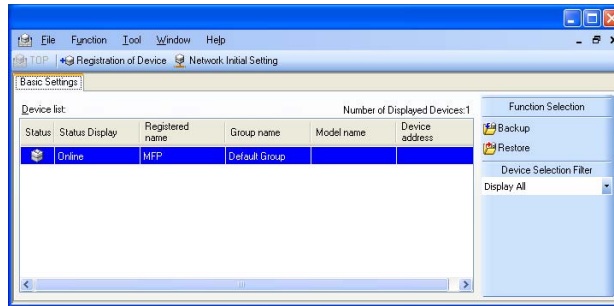 File Function Tool Window Help
TOP Registration of Device Network Initial Setting
Basic Settings
Device list: Number of Displayed Devices:1
Status Status Display Registered name Group name Model name Device address
Online MFP Default Group
Function Selection
Backup
Restore
Device Selection Filter
Display All